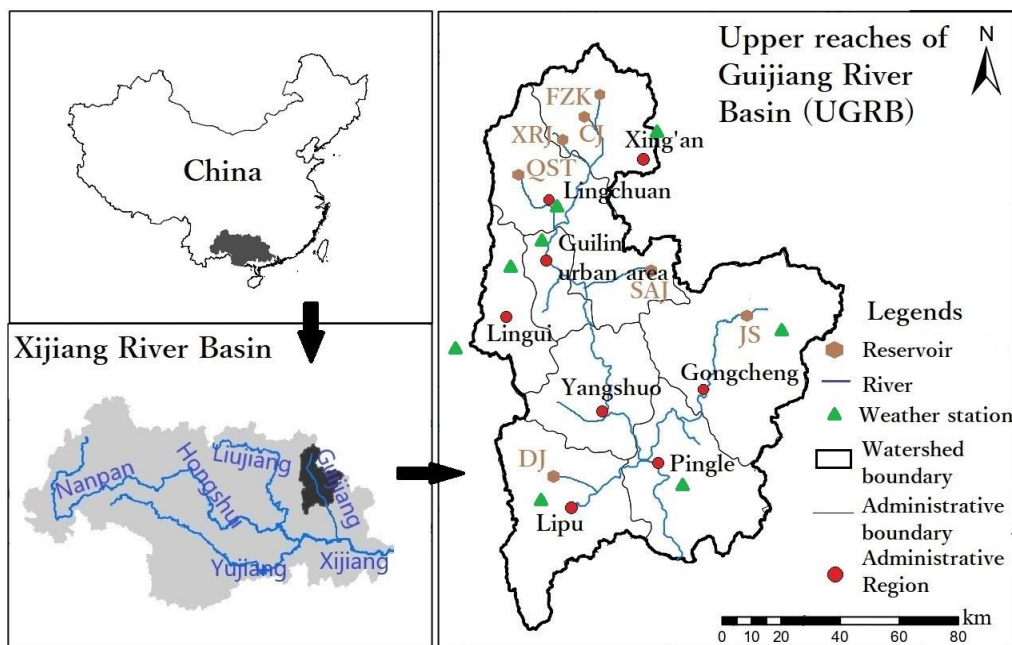 China
Xijiang River Basin
Nanpan
Hongshui
Liujiang
Guijiang
Yujiang
Xijiang
Upper reaches of
Guijiang River
Basin (UGRB)
N
FZK
XRJ
CJ
Xing'an
QST
Lingchuan
Guilin
urban area
SAJ
Lingui
JS
Yangshuo
Gongcheng
DJ
Pingle
Lipu
Legends
Reservoir
River
Weather station
Watershed
boundary
Administrative
boundary
Administrative
Region
km
0 5 10 20 40 60 80